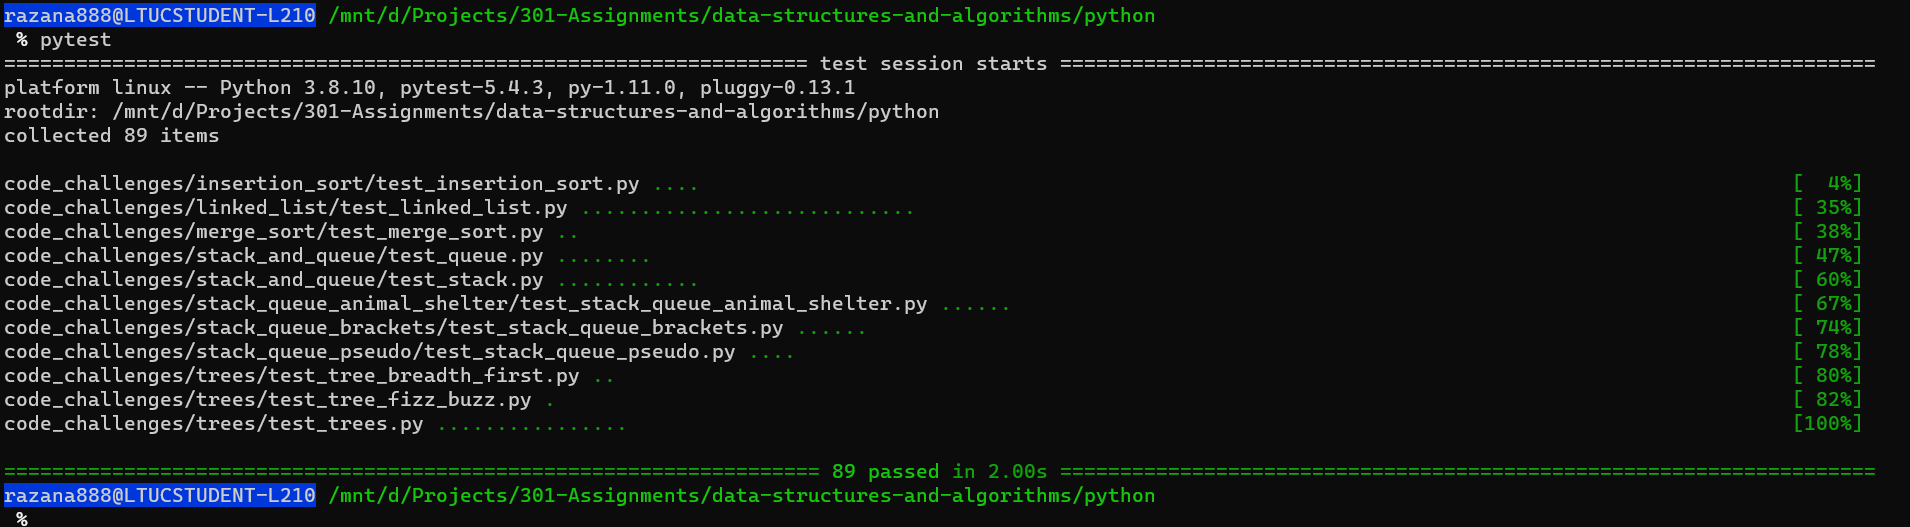 razana888@LTUCSTUDENT-L210 /mnt/d/Projects/301-Assignments/data-structures-and-algorithms/python
% pytest
=================================================================== test session starts ====================================================================
platform linux -- Python 3.8.10, pytest-5.4.3, py-1.11.0, pluggy-0.13.1
rootdir: /mnt/d/Projects/301-Assignments/data-structures-and-algorithms/python
collected 89 items
code_challenges/insertion_sort/test_insertion_sort.py .... [  4%]
code_challenges/linked_list/test_linked_list.py ............................ [ 35%]
code_challenges/merge_sort/test_merge_sort.py .. [ 38%]
code_challenges/stack_and_queue/test_queue.py ........ [ 47%]
code_challenges/stack_and_queue/test_stack.py ............ [ 60%]
code_challenges/stack_queue_animal_shelter/test_stack_queue_animal_shelter.py ...... [ 67%]
code_challenges/stack_queue_brackets/test_stack_queue_brackets.py ...... [ 74%]
code_challenges/stack_queue_pseudo/test_stack_queue_pseudo.py .... [ 78%]
code_challenges/trees/test_tree_breadth_first.py .. [ 80%]
code_challenges/trees/test_tree_fizz_buzz.py . [ 82%]
code_challenges/trees/test_trees.py ................ [100%]
==================================================================== 89 passed in 2.00s ====================================================================
razana888@LTUCSTUDENT-L210 /mnt/d/Projects/301-Assignments/data-structures-and-algorithms/python
%